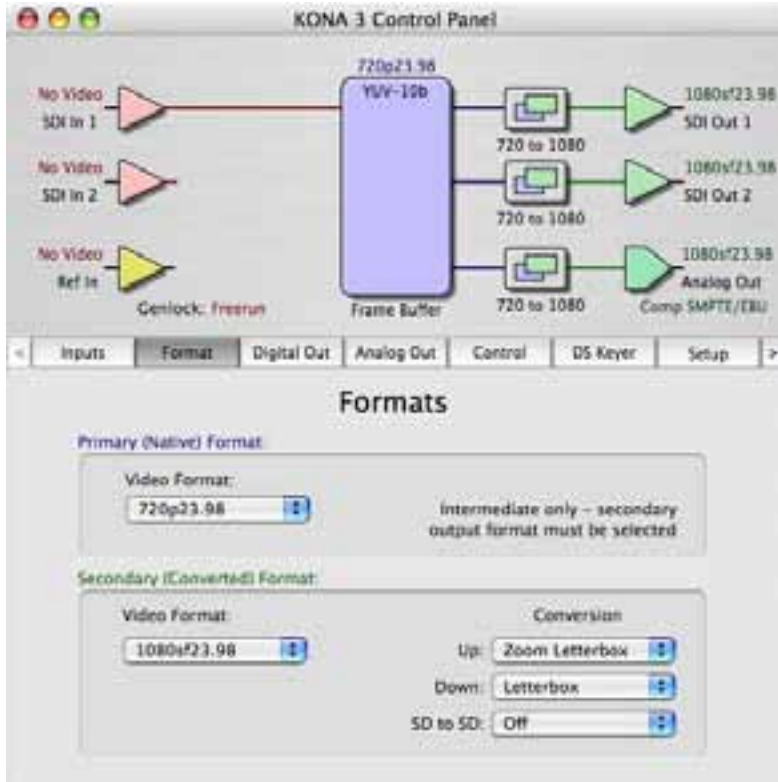 KONA 3 Control Panel
720p23.98
YUV-10b
No Video
SDI In 1
1080sf23.98
SDI Out 1
720 to 1080
No Video
SDI In 2
1080sf23.98
SDI Out 2
720 to 1080
No Video
Ref In
1080sf23.98
Analog Out
Genlock: Freerun
Frame Buffer
720 to 1080
Comp SMPTE/EBU
Inputs
Format
Digital Out
Analog Out
Control
DS Keyer
Setup
Formats
Primary (Native) Format:
Video Format:
720p23.98
Intermediate only - secondary
output format must be selected
Secondary (Converted) Format:
Video Format:
Conversion
1080sf23.98
Up: Zoom Letterbox
Down: Letterbox
SD to SD: Off